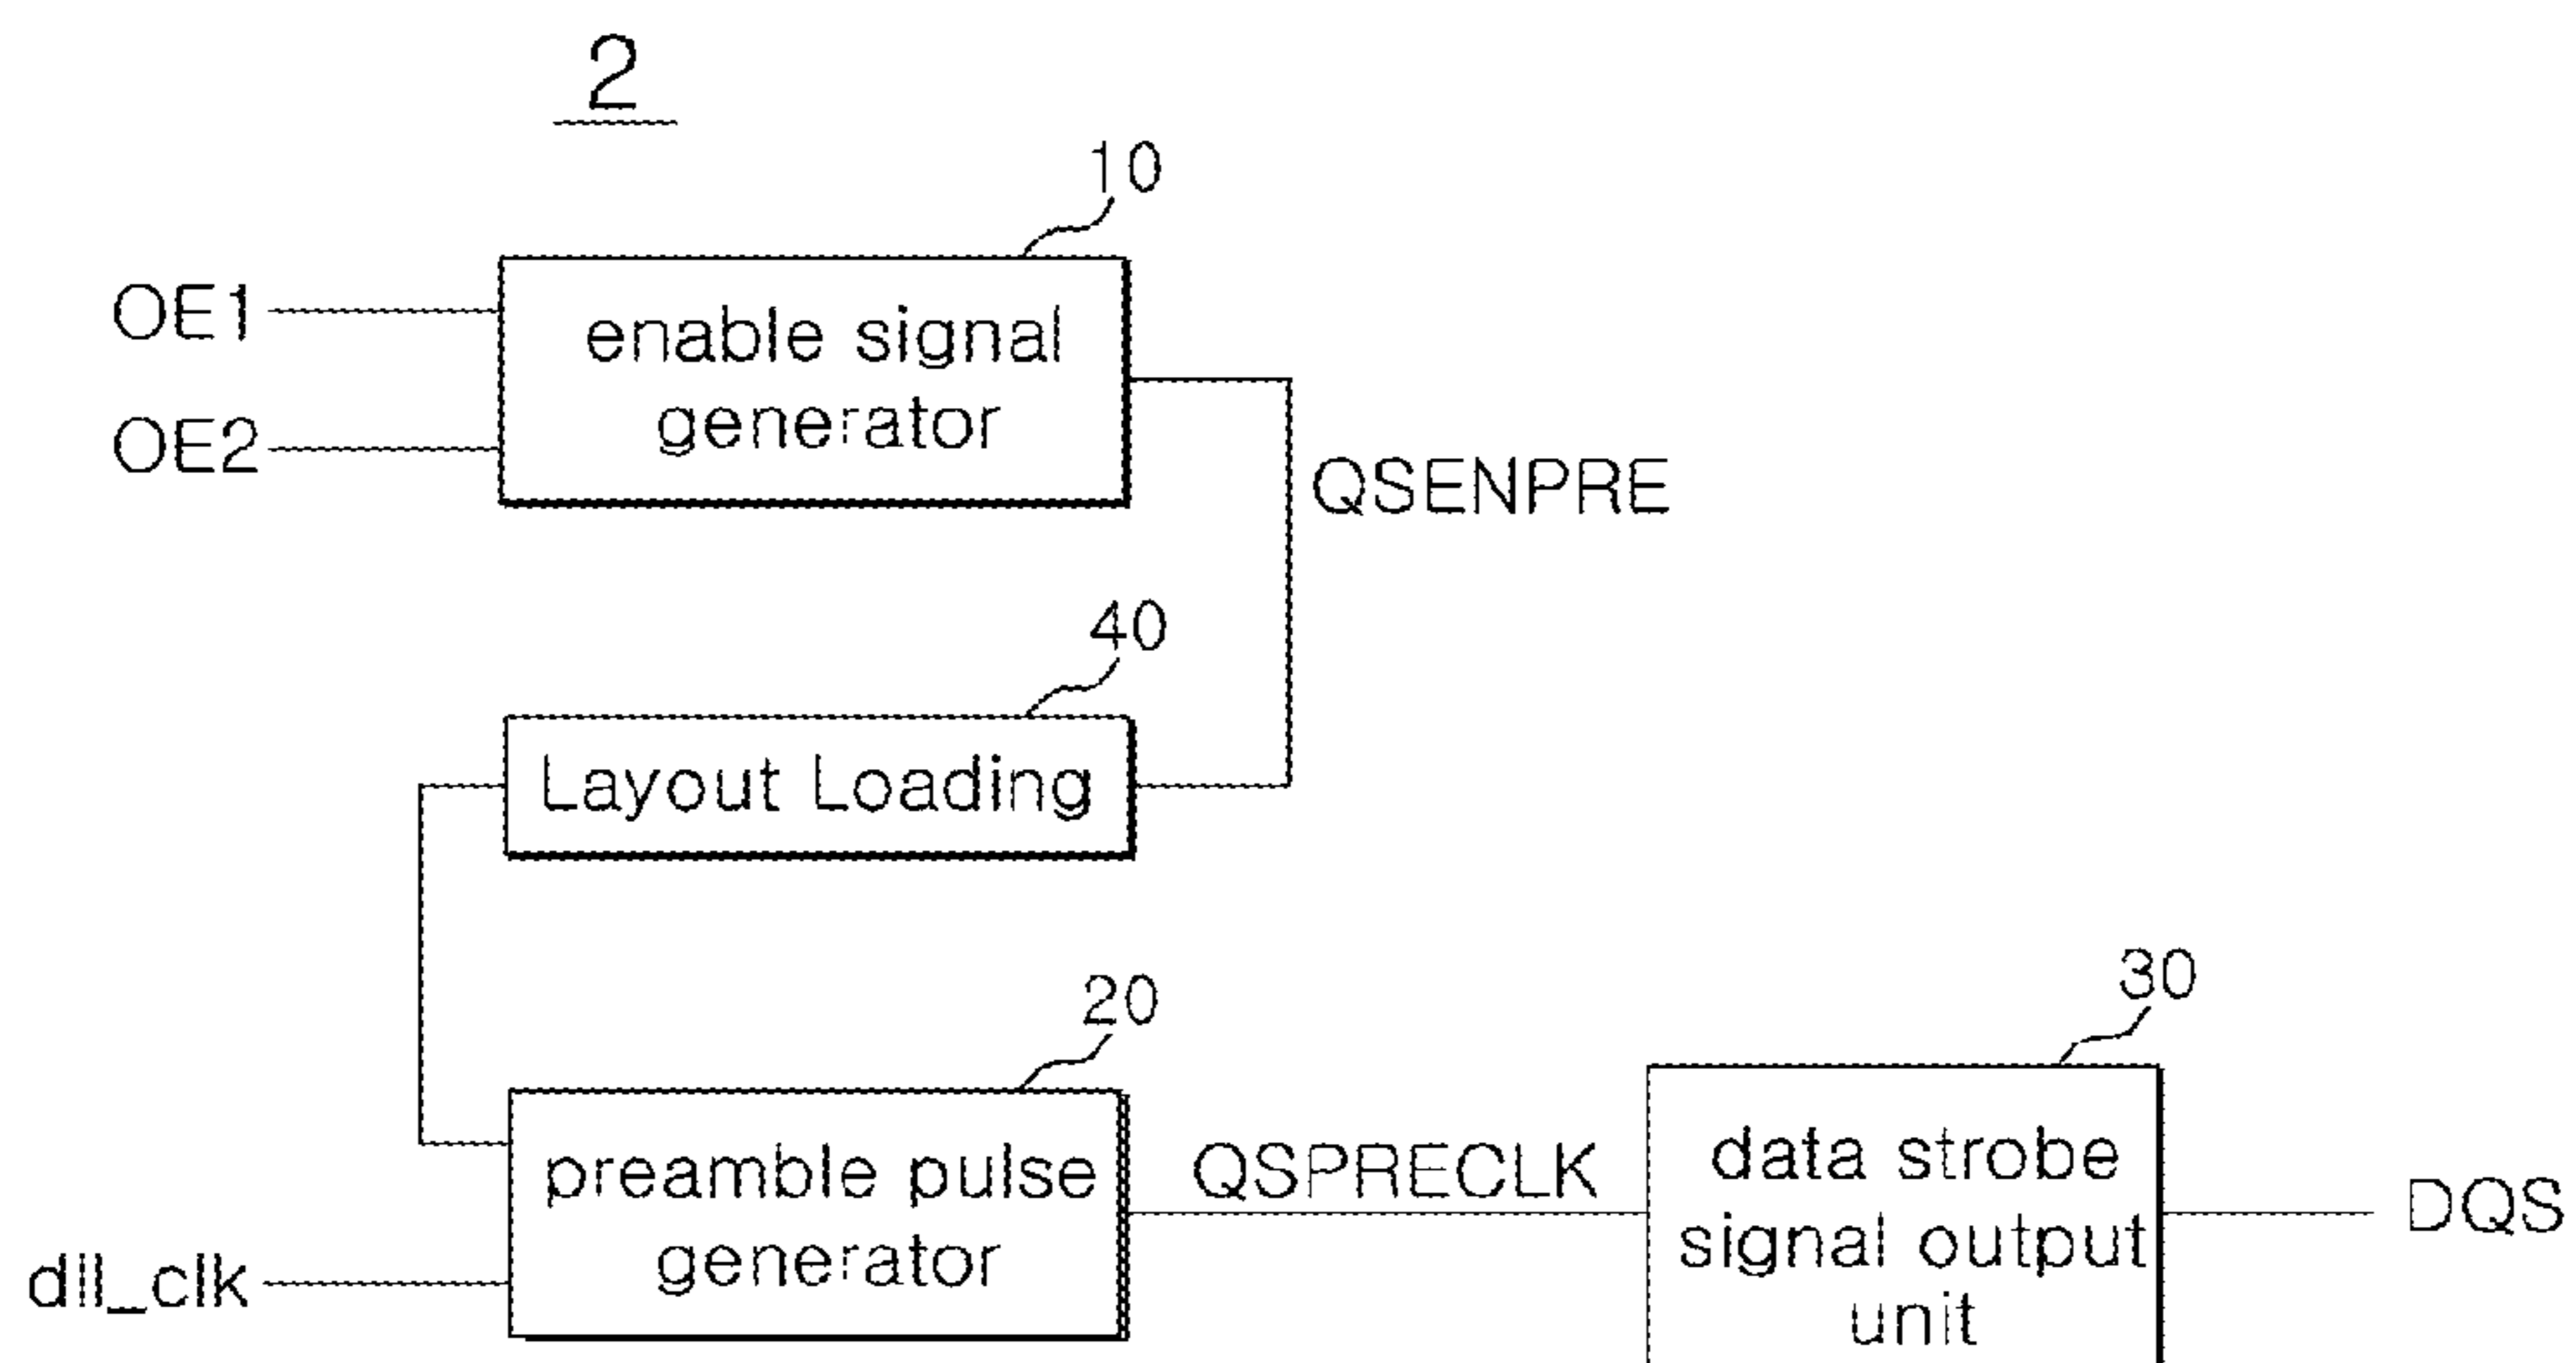 2
10
OE1
enable signal
generator
OE2
QSENPRE
40
Layout Loading
20
30
preamble pulse
generator
QSPRECLK
data strobe
signal output
unit
DQS
dll_clk